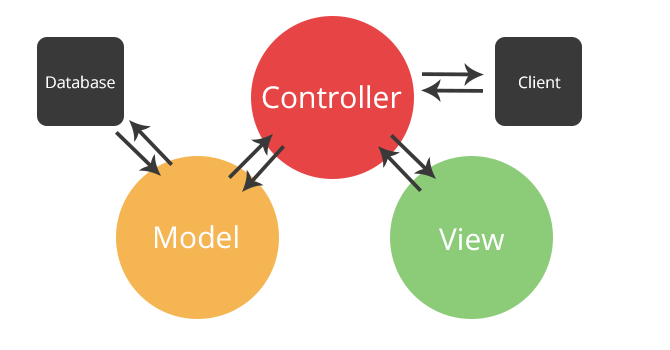 Database
Controller
Client
Model
View